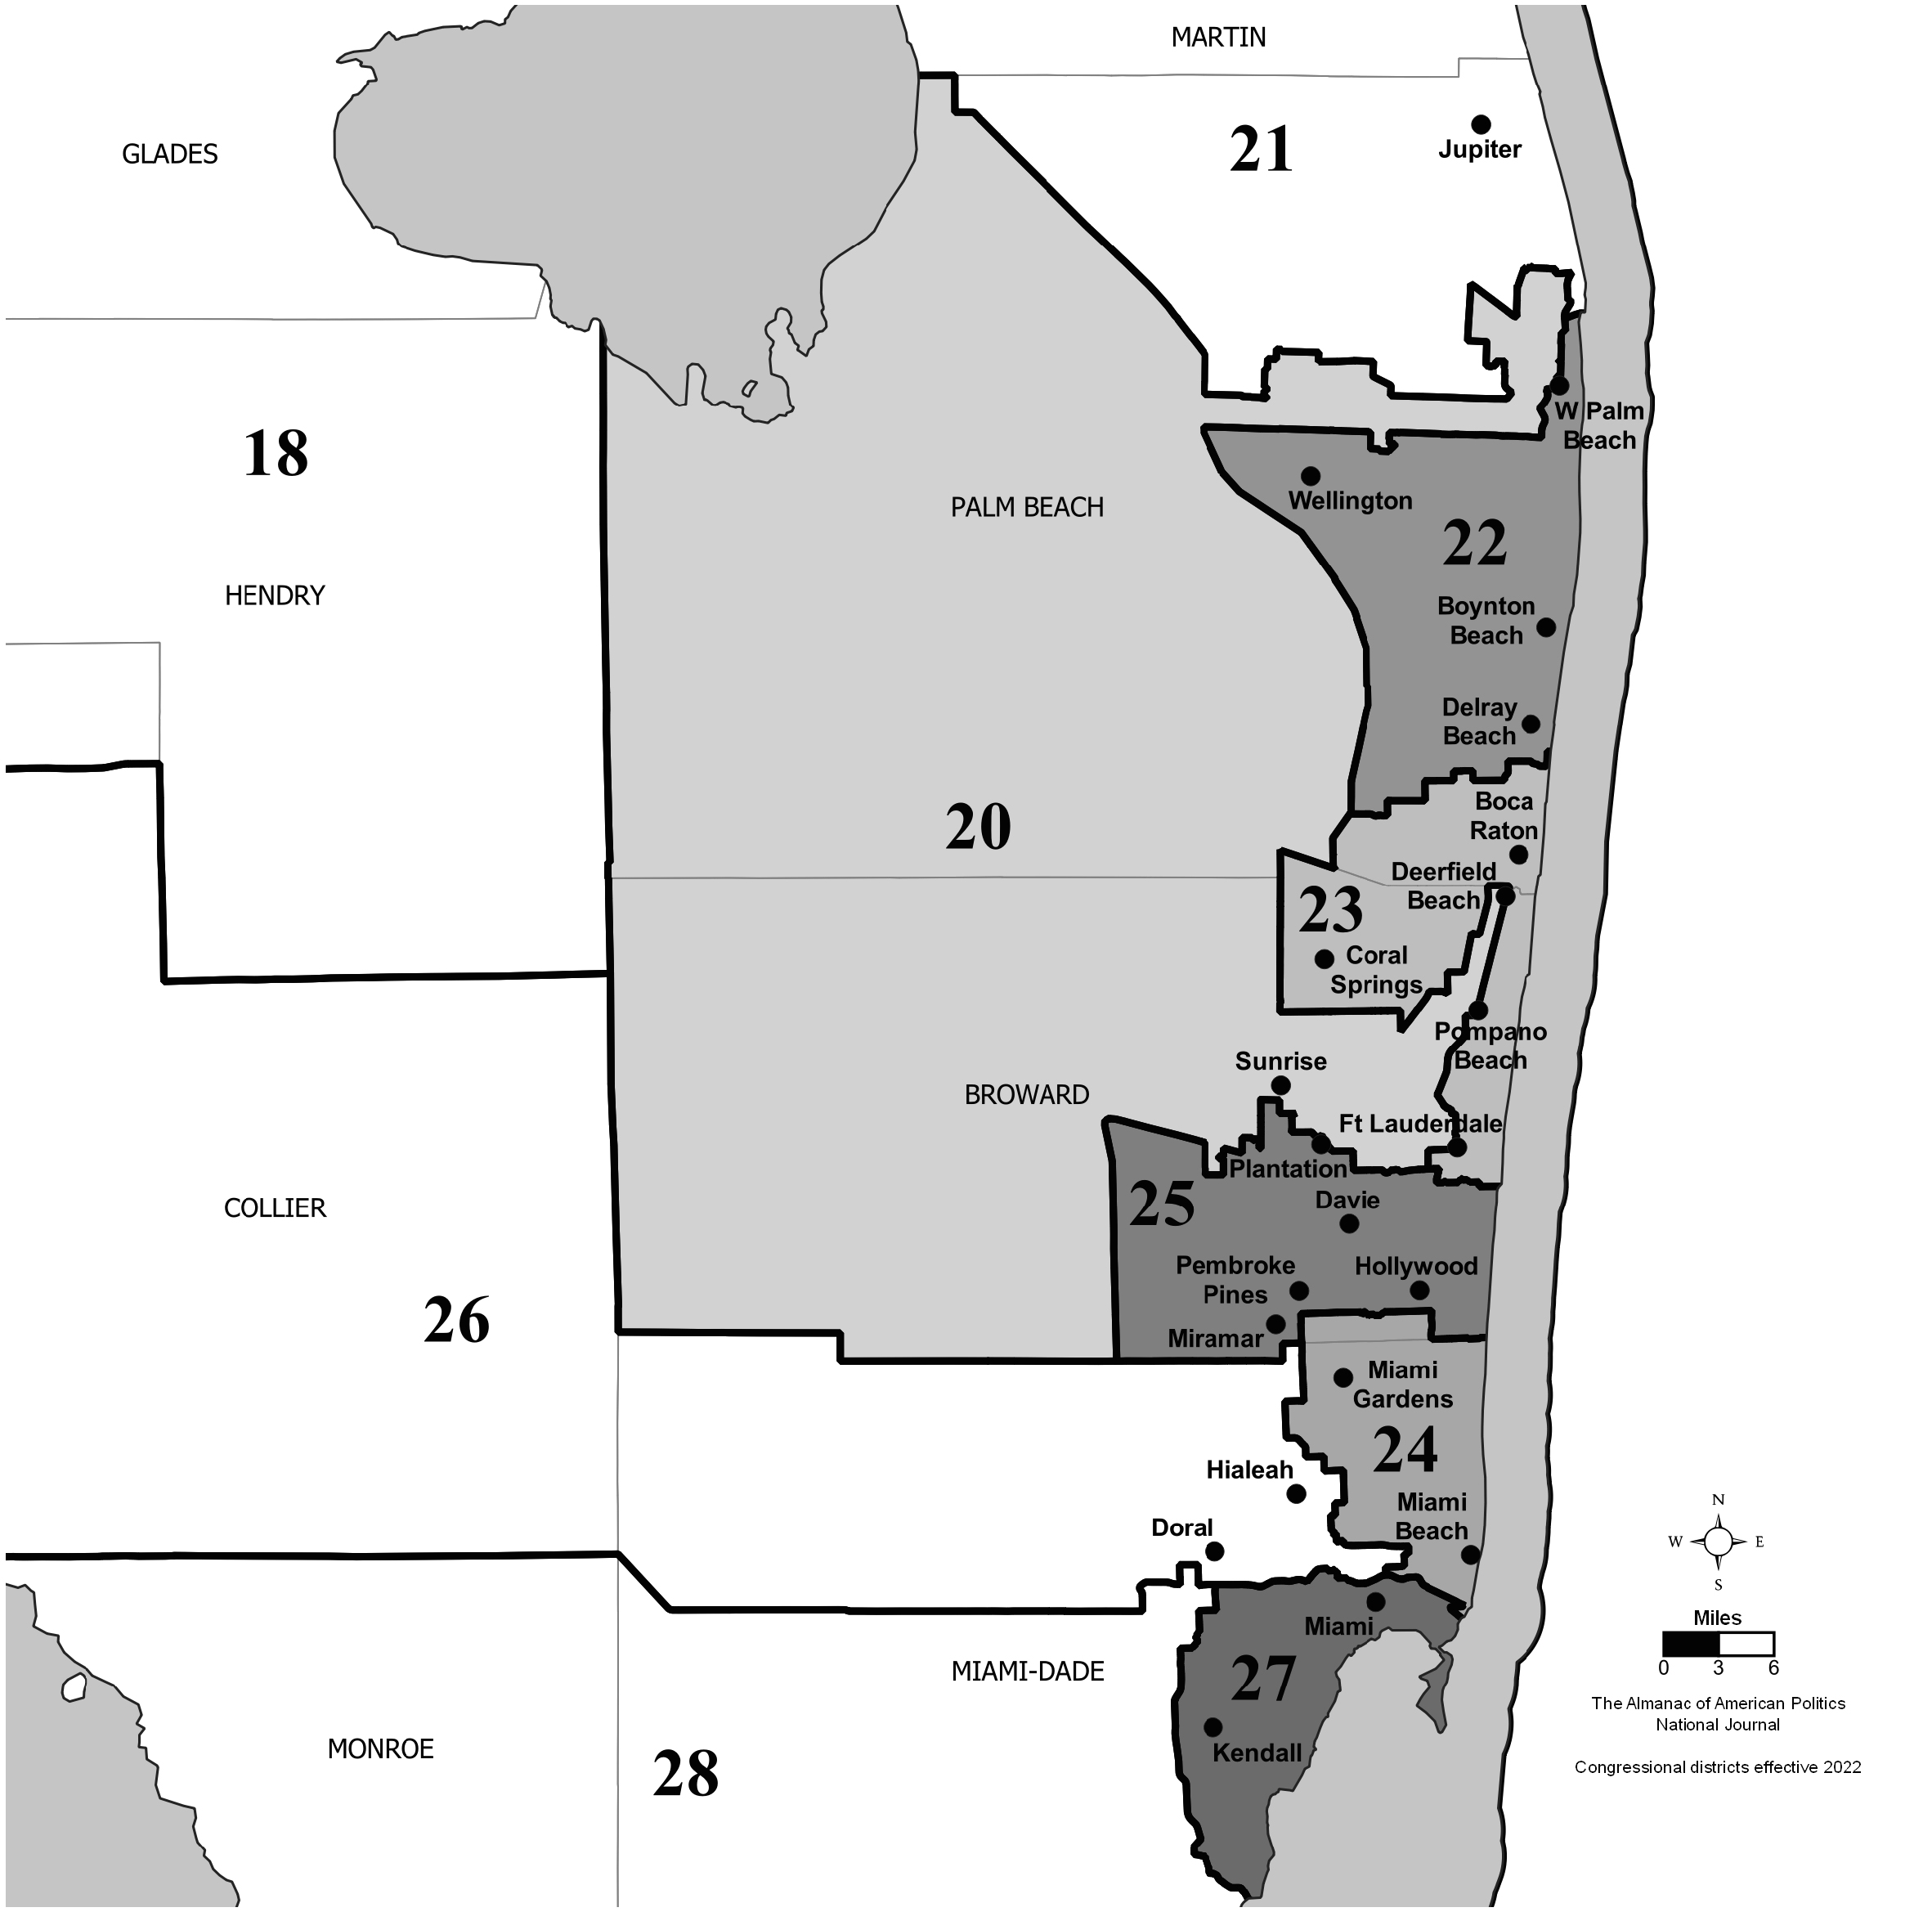 MARTIN
GLADES
21
Jupiter
18
W Palm
Beach
PALM BEACH
Wellington
22
HENDRY
Boynton
Beach
Delray
Beach
20
Boca
Raton
Deerfield
Beach
23
Coral
Springs
Pompano
Beach
Sunrise
BROWARD
Ft Lauderdale
Plantation
25
Davie
COLLIER
Pembroke
Pines
Hollywood
26
Miramar
Miami
Gardens
24
Hialeah
Miami
Beach
Doral
N
W
E
S
Miles
0 3 6
Miami
MIAMI-DADE
27
The Almanac of American Politics
National Journal
MONROE
Kendall
28
Congressional districts effective 2022